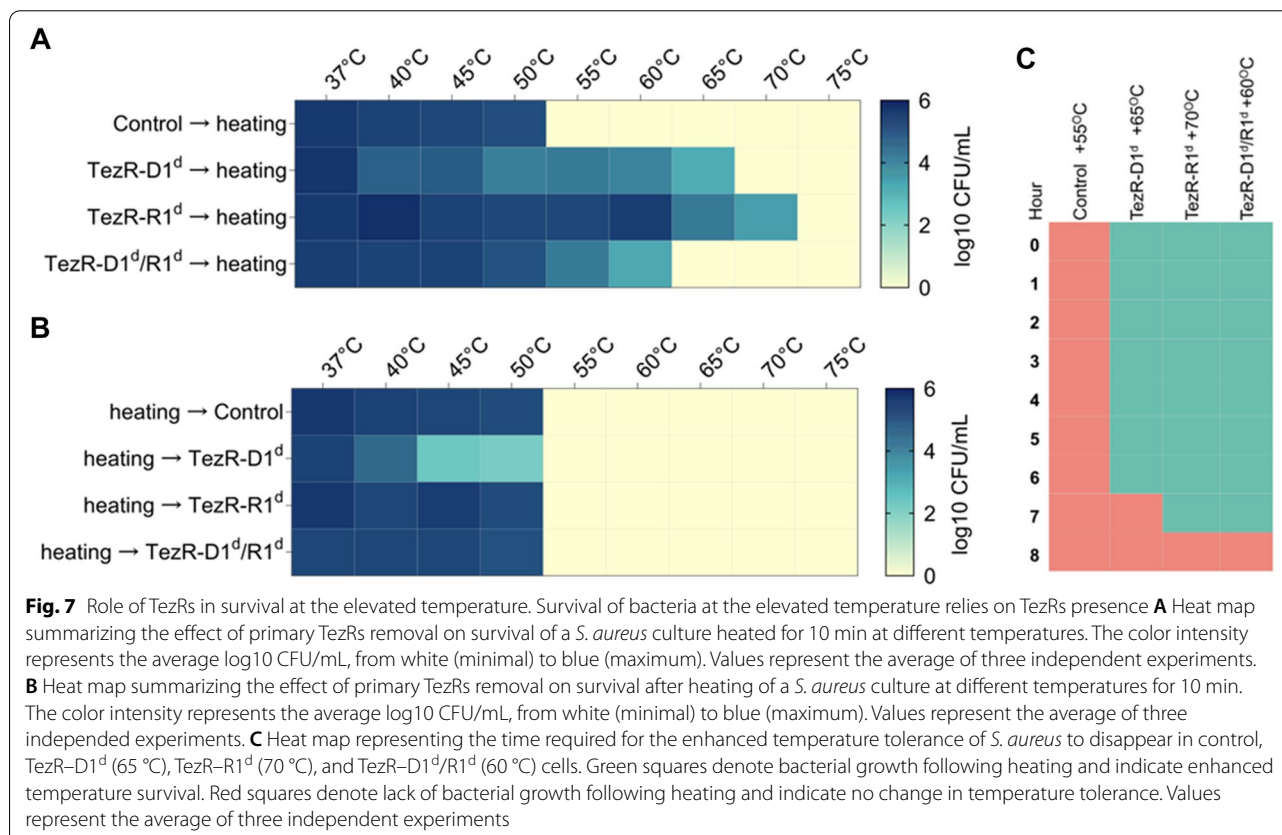 A
37°C 40°C 45°C 50°C 55°C 60°C 65°C 70°C 75°C
Control → heating
TezR-D1ᵈ → heating
TezR-R1ᵈ → heating
TezR-D1ᵈ/R1ᵈ → heating
6
4
2
0
log10 CFU/mL
B
37°C 40°C 45°C 50°C 55°C 60°C 65°C 70°C 75°C
heating → Control
heating → TezR-D1ᵈ
heating → TezR-R1ᵈ
heating → TezR-D1ᵈ/R1ᵈ
6
4
2
0
log10 CFU/mL
C
Hour
Control +55ᴼC
TezR-D1ᵈ +65ᴼC
TezR-R1ᵈ +70ᴼC
TezR-D1ᵈ/R1ᵈ +60ᴼC
0
1
2
3
4
5
6
7
8
Fig. 7 Role of TezRs in survival at the elevated temperature. Survival of bacteria at the elevated temperature relies on TezRs presence A Heat map
summarizing the effect of primary TezRs removal on survival of a S. aureus culture heated for 10 min at different temperatures. The color intensity
represents the average log10 CFU/mL, from white (minimal) to blue (maximum). Values represent the average of three independent experiments.
B Heat map summarizing the effect of primary TezRs removal on survival after heating of a S. aureus culture at different temperatures for 10 min.
The color intensity represents the average log10 CFU/mL, from white (minimal) to blue (maximum). Values represent the average of three
independed experiments. C Heat map representing the time required for the enhanced temperature tolerance of S. aureus to disappear in control,
TezR–D1ᵈ (65 °C), TezR–R1ᵈ (70 °C), and TezR–D1ᵈ/R1ᵈ (60 °C) cells. Green squares denote bacterial growth following heating and indicate enhanced
temperature survival. Red squares denote lack of bacterial growth following heating and indicate no change in temperature tolerance. Values
represent the average of three independent experiments